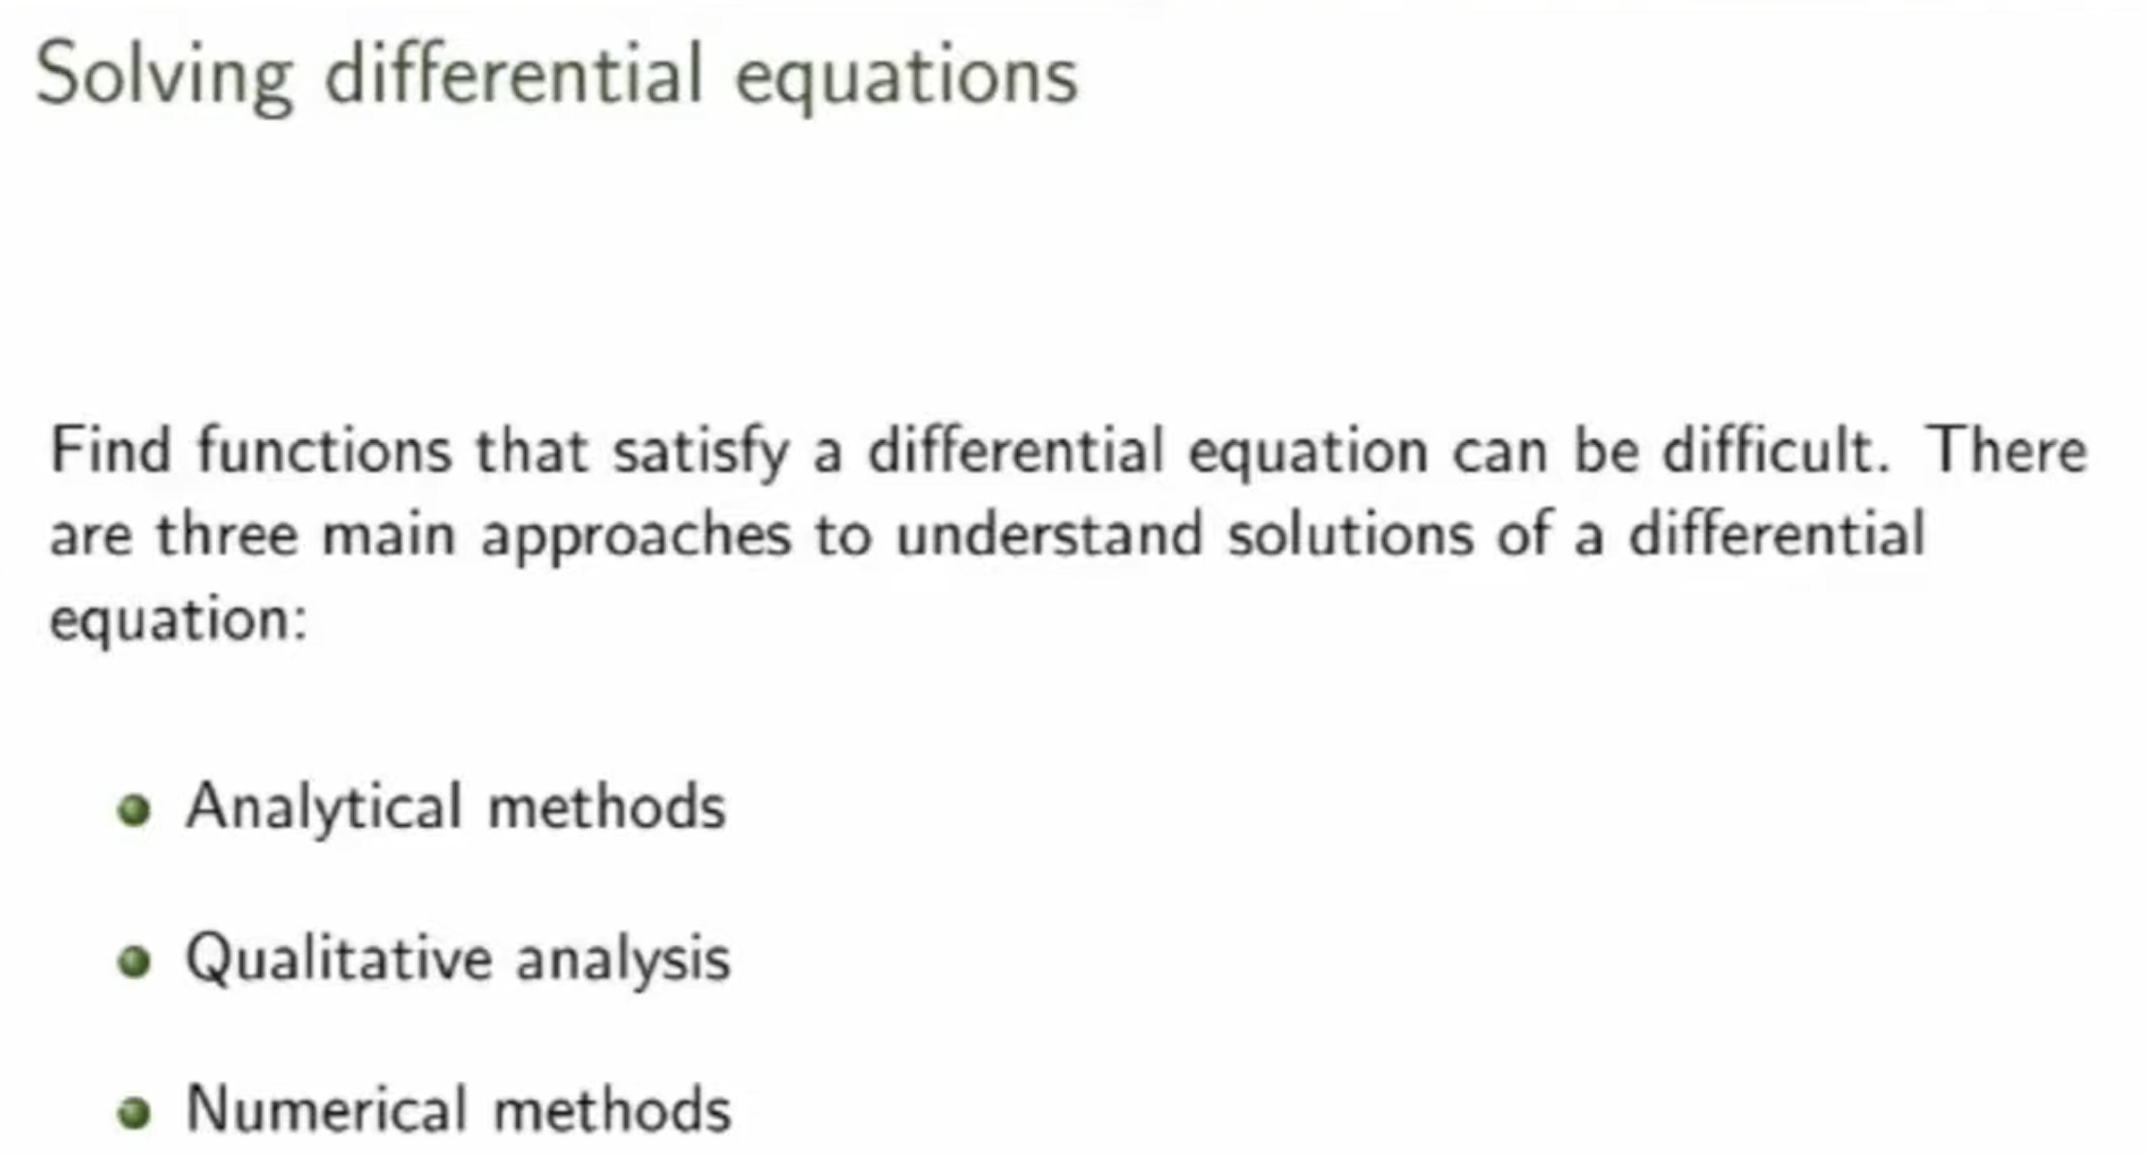 Solving differential equations
Find functions that satisfy a differential equation can be difficult. There
are three main approaches to understand solutions of a differential
equation:
Analytical methods
Qualitative analysis
Numerical methods